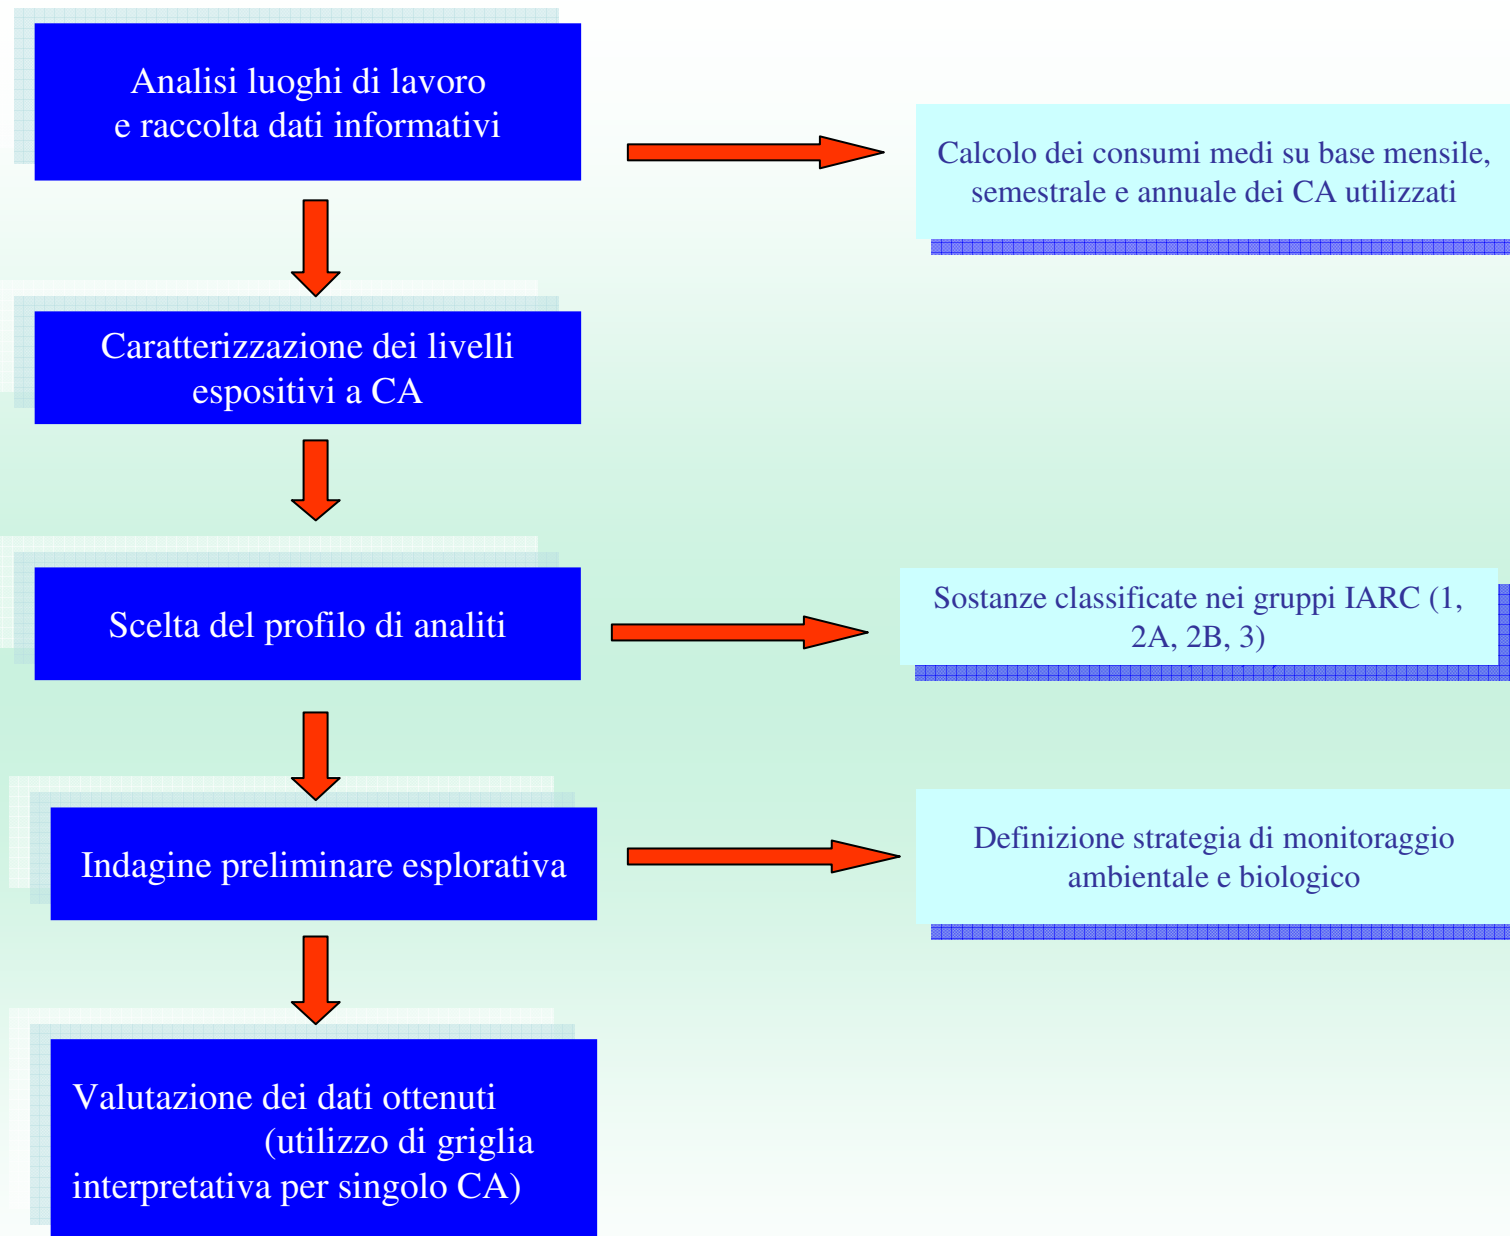 Analisi luoghi di lavoro
e raccolta dati informativi
Calcolo dei consumi medi su base mensile,
semestrale e annuale dei CA utilizzati
Caratterizzazione dei livelli
espositivi a CA
Scelta del profilo di analiti
Sostanze classificate nei gruppi IARC (1,
2A, 2B, 3)
Indagine preliminare esplorativa
Definizione strategia di monitoraggio
ambientale e biologico
Valutazione dei dati ottenuti
(utilizzo di griglia
interpretativa per singolo CA)